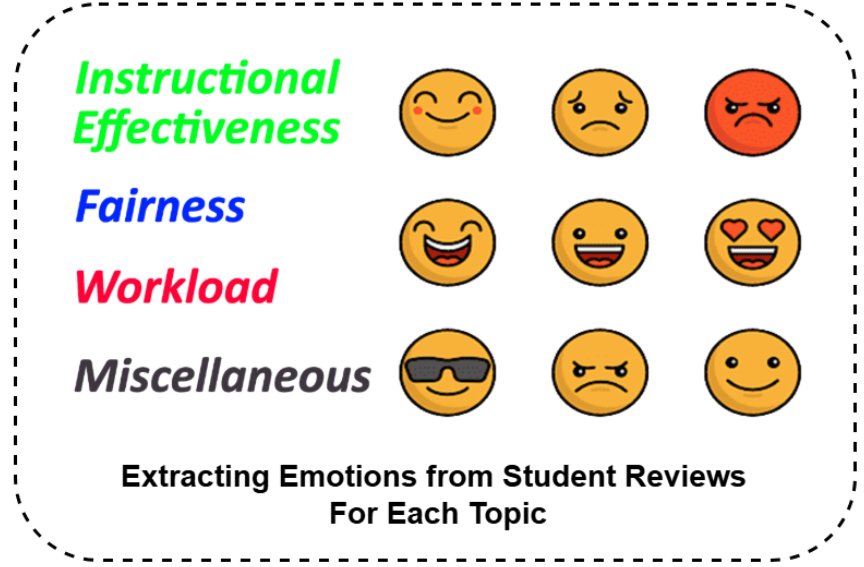 Instructional
Effectiveness
Fairness
Workload
Miscellaneous
Extracting Emotions from Student Reviews
For Each Topic